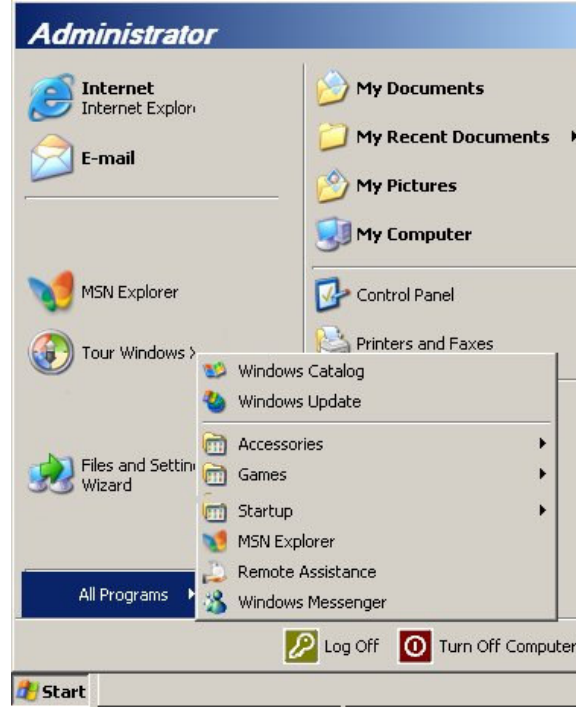 Administrator
Internet
Internet Explor
E-mail
MSN Explorer
Tour Windows
Files and Settin
Wizard
All Programs
My Documents
My Recent Documents
My Pictures
My Computer
Control Panel
Printers and Faxes
Windows Catalog
Windows Update
Accessories
Games
Startup
MSN Explorer
Remote Assistance
Windows Messenger
Log Off
Turn Off Computer
Start